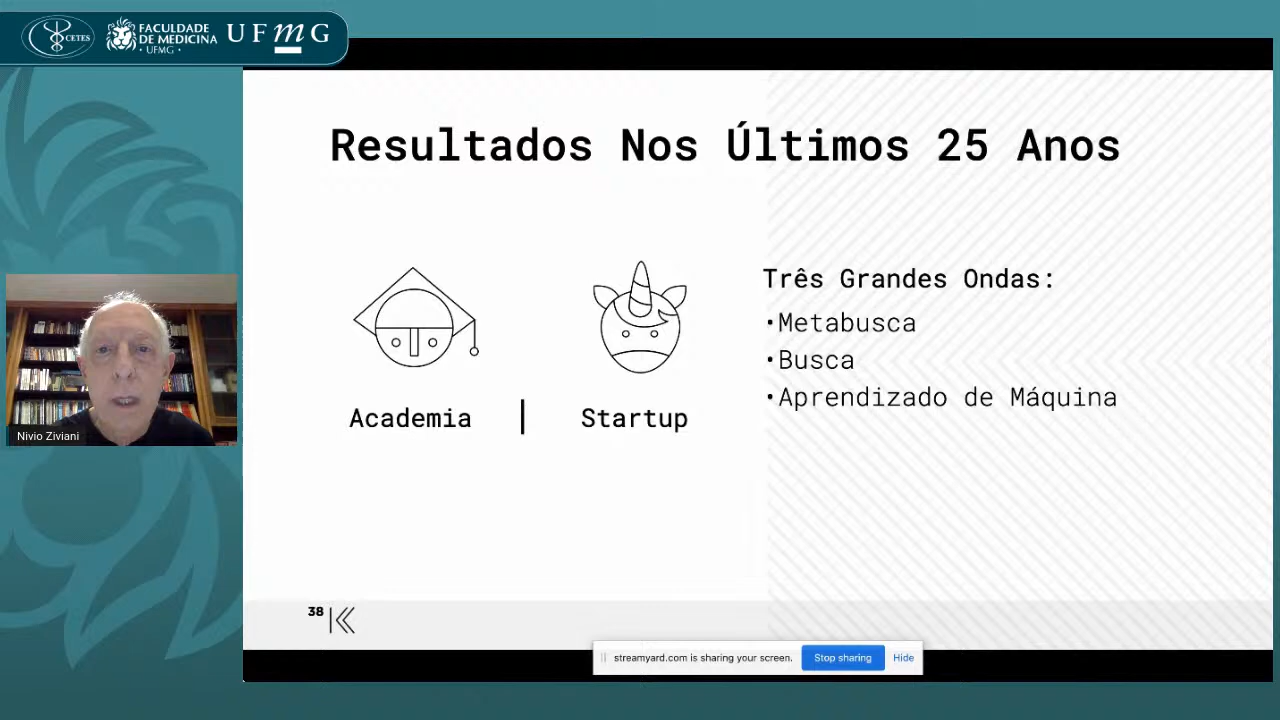 CETES
FACULDADE
DE MEDICINA
• UFMG •
UFmG
Resultados Nos Últimos 25 Anos
Academia | Startup
Três Grandes Ondas:
•Metabusca
•Busca
•Aprendizado de Máquina
Nivio Ziviani
38
streamyard.com is sharing your screen. Stop sharing Hide